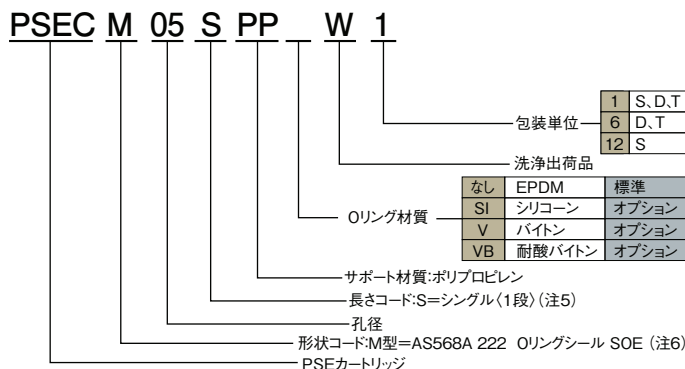 PSEC M 05 S PP _ W 1
包装単位
1 S、D、T
6 D、T
12 S
洗浄出荷品
Oリング材質
なし EPDM 標準
SI シリコーン オプション
V バイトン オプション
VB 耐酸バイトン オプション
サポート材質:ポリプロピレン
長さコード:S=シングル〈1段〉(注5)
孔径
形状コード:M型=AS568A 222 Oリングシール SOE (注6)
PSEカートリッジ